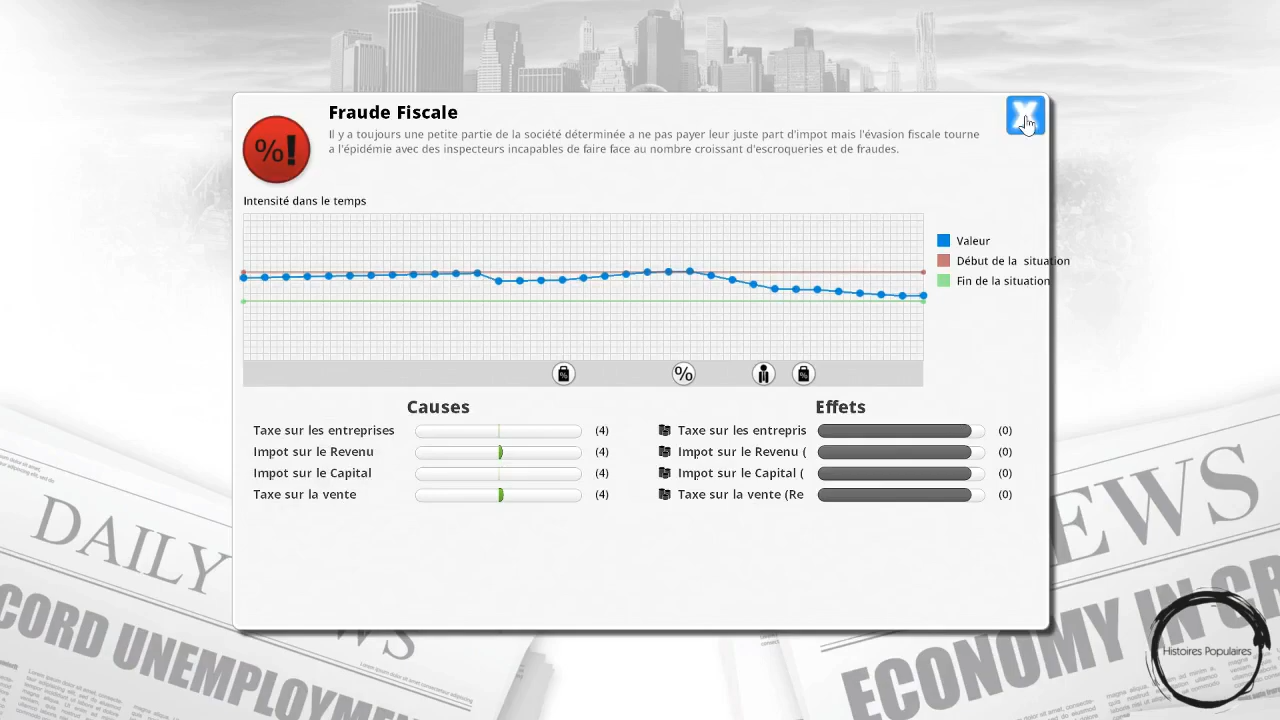 Fraude Fiscale
Il y a toujours une petite partie de la société déterminée a ne pas payer leur juste part d'impot mais l'évasion fiscale tourne
a l'épidémie avec des inspecteurs incapables de faire face au nombre croissant d'escroqueries et de fraudes.
%!
X
Intensité dans le temps
Valeur
Début de la situation
Fin de la situation
% % %
Causes
Taxe sur les entreprises (4)
Impot sur le Revenu (4)
Impot sur le Capital (4)
Taxe sur la vente (4)
Effets
Taxe sur les entrepris (0)
Impot sur le Revenu ( (0)
Impot sur le Capital ( (0)
Taxe sur la vente (Re (0)
DAILY
NEWS
CORD UNEMPLOYME
ECONOMY IN CR
Histoires Populaires